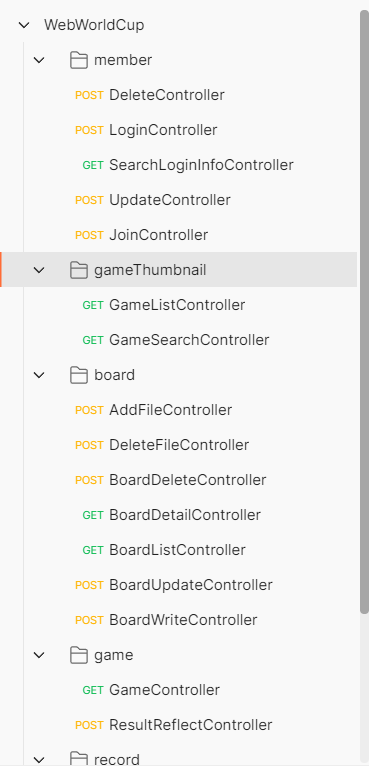 WebWorldCup
member
POST DeleteController
POST LoginController
GET SearchLoginInfoController
POST UpdateController
POST JoinController
gameThumbnail
GET GameListController
GET GameSearchController
board
POST AddFileController
POST DeleteFileController
POST BoardDeleteController
GET BoardDetailController
GET BoardListController
POST BoardUpdateController
POST BoardWriteController
game
GET GameController
POST ResultReflectController
record